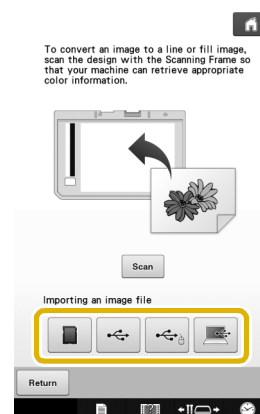 To convert an image to a line or fill image,
scan the design with the Scanning Frame so
that your machine can retrieve appropriate
color information.
Scan
Importing an image file
Return